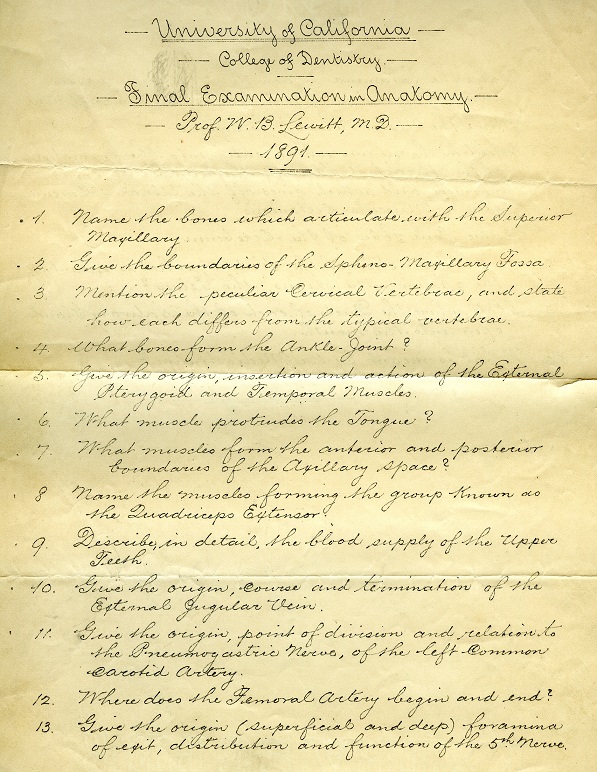 University of California
College of Dentistry.
Final Examination in Anatomy.
Prof. W. B. Lewitt, M.D.
1891.
1. Name the bones which articulate with the Superior
Maxillary
2. Give the boundaries of the Spheno-Maxillary Fossa
3. Mention the peculiar Cervical Vertebrae, and state
how each differs from the typical vertebrae.
4. What bones form the Ankle-Joint?
5. Give the origin, insertion and action of the External
Pterygoid and Temporal Muscles.
6. What muscle protrudes the Tongue?
7. What muscles form the anterior and posterior
boundaries of the Axillary space?
8 Name the muscles forming the group known as
the Quadriceps Extensor.
9. Describe, in detail, the blood supply of the Upper
Teeth.
10. Give the origin, course and termination of the
External Jugular Vein.
11. Give the origin, point of division and relation to
the Pneumogastric Nerve, of the left Common
Carotid Artery.
12. Where does the Femoral Artery begin and end?
13. Give the origin (superficial and deep) foramina
of exit, distribution and function of the 5th Nerve.